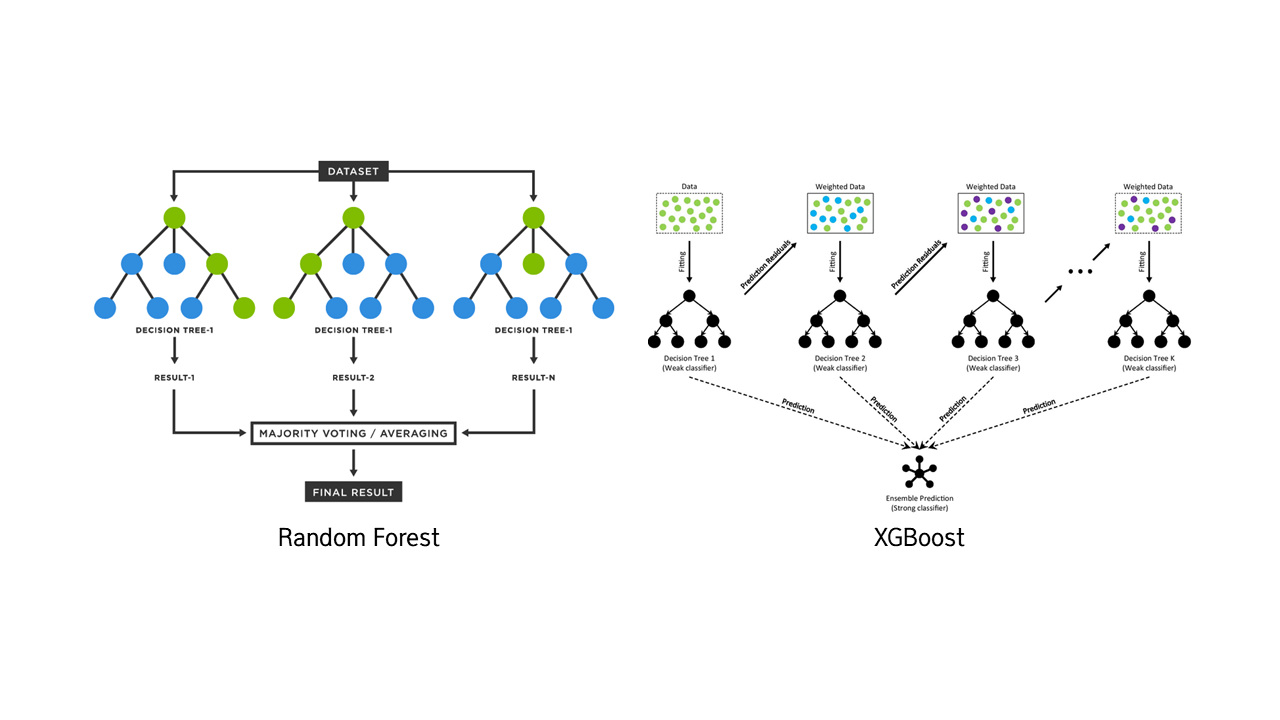 DATASET
DECISION TREE-1
DECISION TREE-1
DECISION TREE-1
RESULT-1
RESULT-2
RESULT-N
MAJORITY VOTING / AVERAGING
FINAL RESULT
Random Forest
Data
Weighted Data
Weighted Data
Weighted Data
Fitting
Prediction Residuals
Fitting
Prediction Residuals
Fitting
Fitting
Decision Tree 1
(Weak classifier)
Decision Tree 2
(Weak classifier)
Decision Tree 3
(Weak classifier)
Decision Tree K
(Weak classifier)
Prediction
Prediction
Prediction
Prediction
Ensemble Prediction
(Strong classifier)
XGBoost